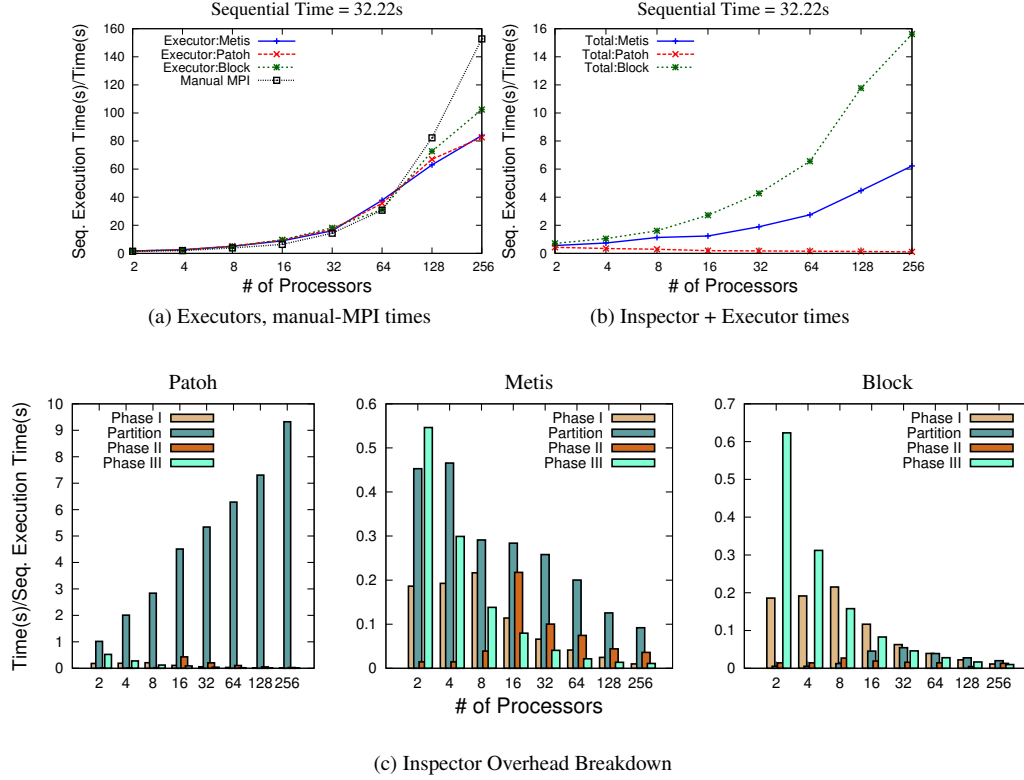 Sequential Time = 32.22s
Seq. Execution Time(s)/Time(s)
160
140
120
100
80
60
40
20
0
Executor:Metis
Executor:Patoh
Executor:Block
Manual MPI
2 4 8 16 32 64 128 256
# of Processors
(a) Executors, manual-MPI times
Sequential Time = 32.22s
Seq. Execution Time(s)/Time(s)
16
14
12
10
8
6
4
2
0
Total:Metis
Total:Patoh
Total:Block
2 4 8 16 32 64 128 256
# of Processors
(b) Inspector + Executor times
Time(s)/Seq. Execution Time(s)
Patoh
10
9
8
7
6
5
4
3
2
1
0
Phase I
Partition
Phase II
Phase III
2 4 8 16 32 64 128 256
Metis
0.6
0.5
0.4
0.3
0.2
0.1
0
Phase I
Partition
Phase II
Phase III
2 4 8 16 32 64 128 256
Block
0.7
0.6
0.5
0.4
0.3
0.2
0.1
0
Phase I
Partition
Phase II
Phase III
2 4 8 16 32 64 128 256
# of Processors
(c) Inspector Overhead Breakdown